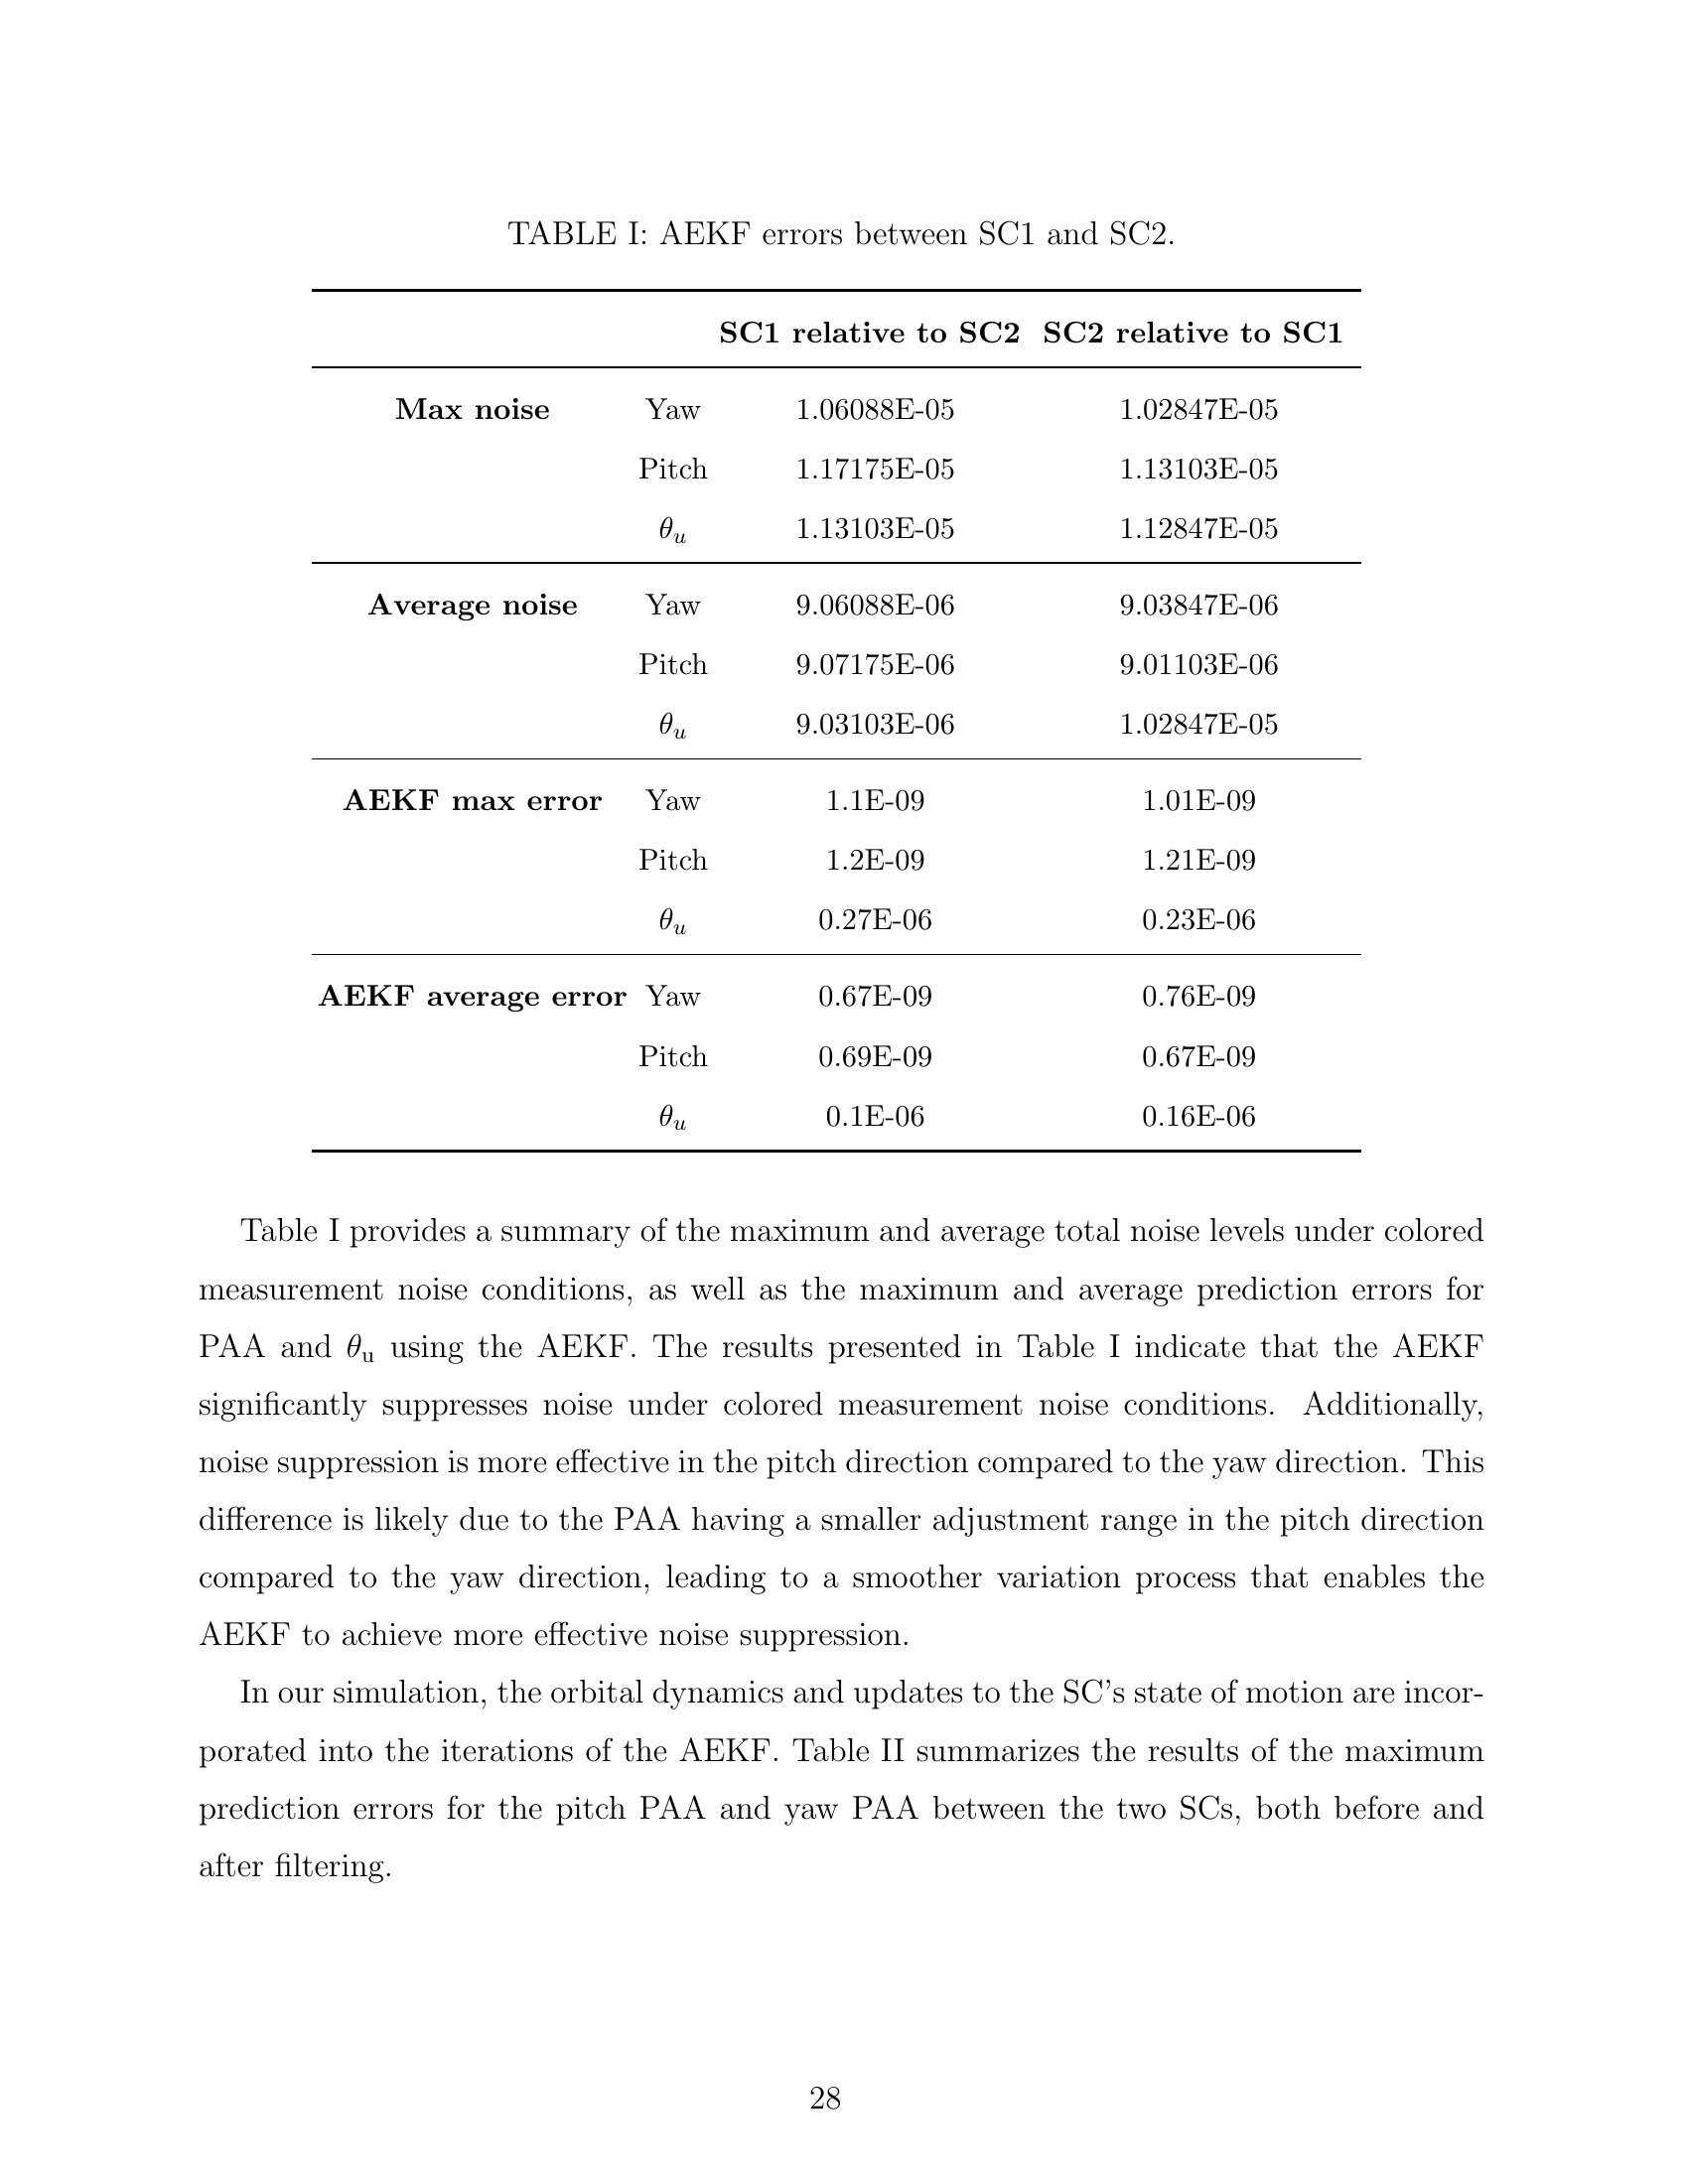 TABLE I: AEKF errors between SC1 and SC2.
SC1 relative to SC2 SC2 relative to SC1
Max noise Yaw 1.06088E-05 1.02847E-05
Pitch 1.17175E-05 1.13103E-05
θu 1.13103E-05 1.12847E-05
Average noise Yaw 9.06088E-06 9.03847E-06
Pitch 9.07175E-06 9.01103E-06
θu 9.03103E-06 1.02847E-05
AEKF max error Yaw 1.1E-09 1.01E-09
Pitch 1.2E-09 1.21E-09
θu 0.27E-06 0.23E-06
AEKF average error Yaw 0.67E-09 0.76E-09
Pitch 0.69E-09 0.67E-09
θu 0.1E-06 0.16E-06
Table I provides a summary of the maximum and average total noise levels under colored
measurement noise conditions, as well as the maximum and average prediction errors for
PAA and θu using the AEKF. The results presented in Table I indicate that the AEKF
significantly suppresses noise under colored measurement noise conditions. Additionally,
noise suppression is more effective in the pitch direction compared to the yaw direction. This
difference is likely due to the PAA having a smaller adjustment range in the pitch direction
compared to the yaw direction, leading to a smoother variation process that enables the
AEKF to achieve more effective noise suppression.
In our simulation, the orbital dynamics and updates to the SC's state of motion are incor-
porated into the iterations of the AEKF. Table II summarizes the results of the maximum
prediction errors for the pitch PAA and yaw PAA between the two SCs, both before and
after filtering.
28